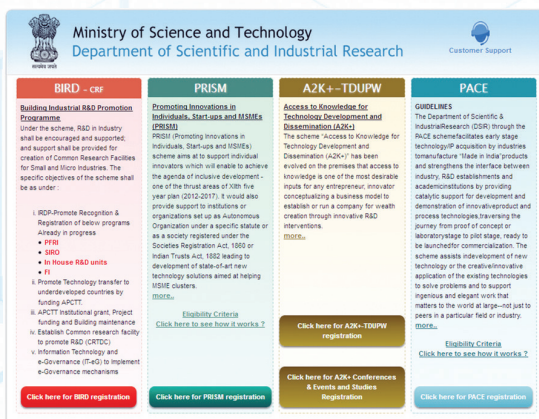 Ministry of Science and Technology
Department of Scientific and Industrial Research
Customer Support
सत्यमेव जयते
BIRD - CRF
Building Industrial R&D Promotion
Programme
Under the scheme, R&D in Industry
shall be encouraged and supported;
and support shall be provided for
creation of Common Research Facilities
for Small and Micro Industries. The
specific objectives of the scheme shall
be as under :
i. IRDP-Promote Recognition &
Registration of below programs
Already in progress
• PFRI
• SIRO
• In House R&D units
• FI
ii. Promote Technology transfer to
underdeveloped countries by
funding APCTT.
iii. APCTT Institutional grant, Project
funding and Building maintenance
iv. Establish Common research facility
to promote R&D (CRTDC)
v. Information Technology and
e-Governance (IT-eG) to Implement
e-Governance mechanisms
Click here for BIRD registration
PRISM
Promoting Innovations in
Individuals, Start-ups and MSMEs
(PRISM)
PRISM (Promoting Innovations in
Individuals, Start-ups and MSMEs)
scheme aims at to support individual
innovators which will enable to achieve
the agenda of inclusive development -
one of the thrust areas of XIIth five
year plan (2012-2017). It would also
provide support to institutions or
organizations set up as Autonomous
Organization under a specific statute or
as a society registered under the
Societies Registration Act, 1860 or
Indian Trusts Act, 1882 leading to
development of state-of-art new
technology solutions aimed at helping
MSME clusters.
more..
Eligibility Criteria
Click here to see how it works ?
Click here for PRISM registration
A2K+-TDUPW
Access to Knowledge for
Technology Development and
Dissemination (A2K+)
The scheme "Access to Knowledge for
Technology Development and
Dissemination (A2K+)" has been
evolved on the premises that access to
knowledge is one of the most desirable
inputs for any entrepreneur, innovator
conceptualizing a business model to
establish or run a company for wealth
creation through innovative R&D
interventions.
more..
Click here for A2K+-TDUPW
registration
Click here for A2K+ Conferences
& Events and Studies
Registration
PACE
GUIDELINES
The Department of Scientific &
IndustrialResearch (DSIR) through the
PACE schemefacilitates early stage
technology/IP acquisition by industries
tomanufacture "Made in India"products
and strengthens the interface between
industry, R&D establishments and
academicinstitutions by providing
catalytic support for development and
demonstration of innovativeproduct and
process technologies,traversing the
journey from proof of concept or
laboratorystage to pilot stage, ready to
be launchedfor commercialization. The
scheme assists indevelopment of new
technology or the creative/innovative
application of the existing technologies
to solve problems and to support
ingenious and elegant work that
matters to the world at large--not just to
peers in a particular field or industry.
more..
Eligibility Criteria
Click here to see how it works ?
Click here for PACE registration